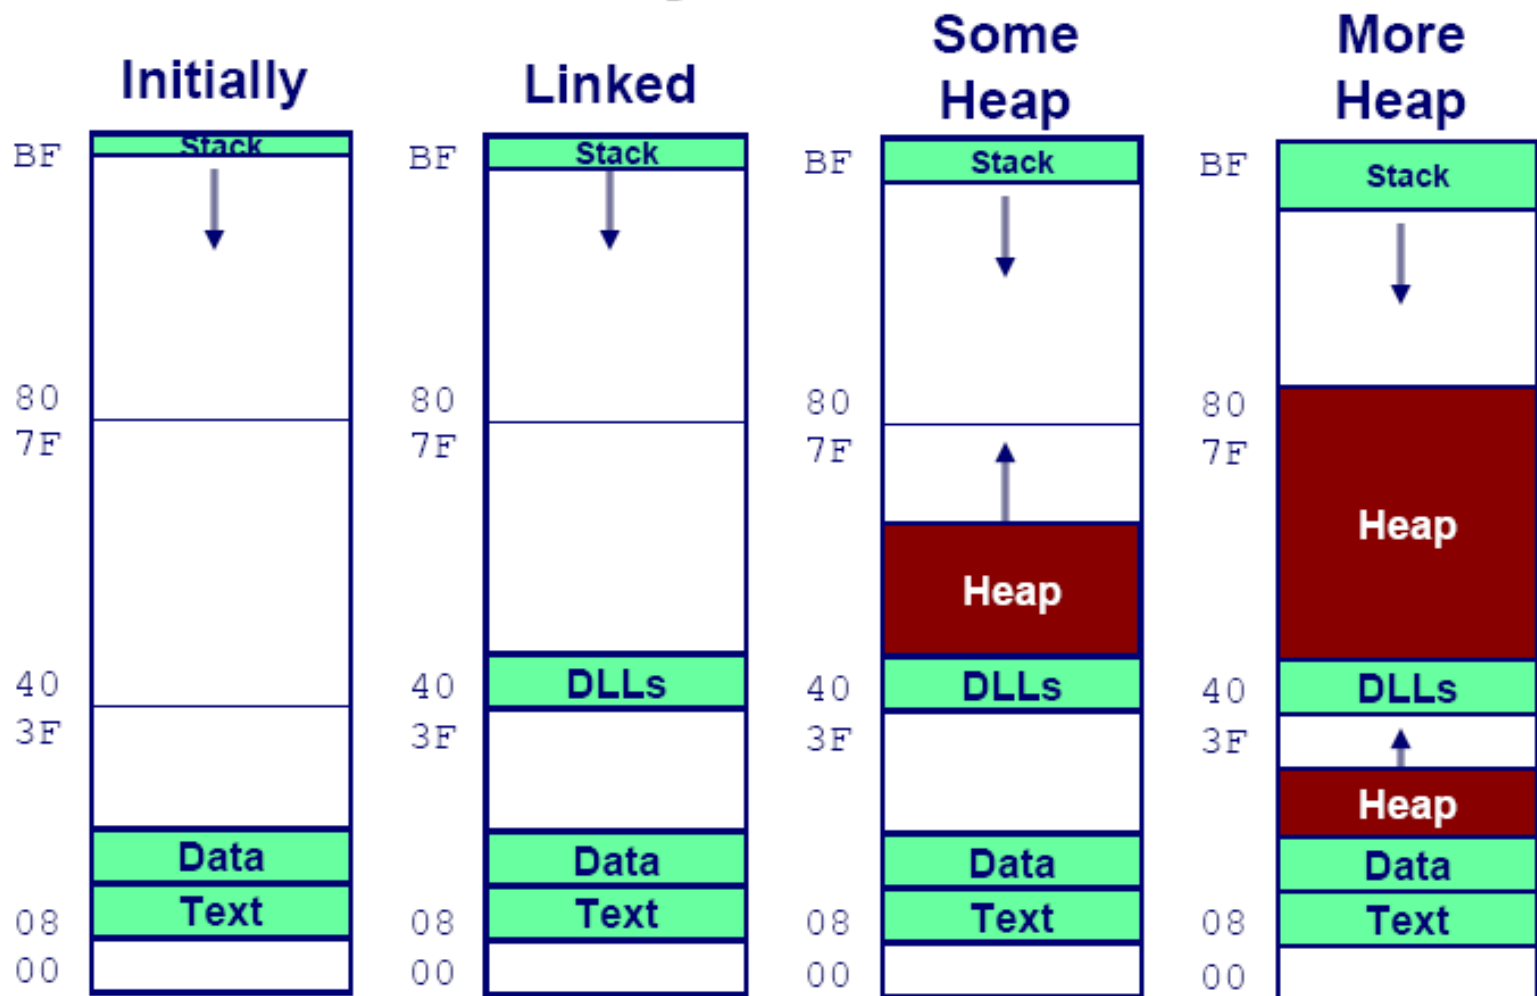 Initially
BF
Stack
80
7F
40
3F
Data
Text
08
00
Linked
BF
Stack
80
7F
DLLs
40
3F
Data
Text
08
00
Some
Heap
BF
Stack
80
7F
Heap
DLLs
40
3F
Data
Text
08
00
More
Heap
BF
Stack
80
7F
Heap
DLLs
40
3F
Heap
Data
Text
08
00